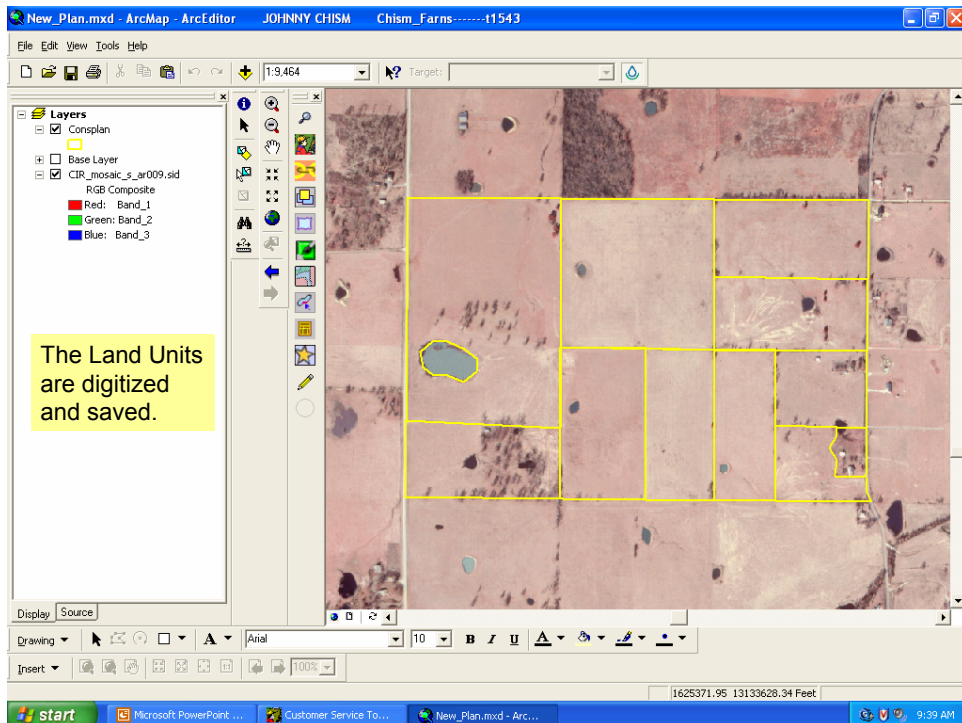 New_Plan.mxd - ArcMap - ArcEditor JOHNNY CHISM Chism_Farns-------t1543
File Edit View Tools Help
1:9,464 Target:
Layers
Consplan
Base Layer
CIR_mosaic_s_ar009.sid
RGB Composite
Red: Band_1
Green: Band_2
Blue: Band_3
The Land Units
are digitized
and saved.
Display Source
Drawing A Arial 10 B I U A
Insert 100%
1625371.95 13133628.34 Feet
start Microsoft PowerPoint ... Customer Service To... New_Plan.mxd - Arc... 9:39 AM